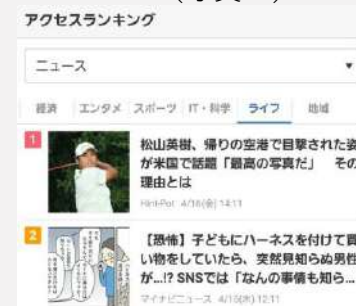 アクセスランキング
ニュース
経済 エンタメ スポーツ IT・科学 ライフ 地域
1
松山英樹、帰りの空港で目撃された姿
が米国で話題「最高の写真だ」 その
理由とは
Hint-Pot 4/16(金) 14:11
2
【恐怖】子どもにハーネスを付けて買
い物をしていたら、突然見知らぬ男性
が...!? SNSでは「なんの事情も知ら...
マイナビニュース 4/15(木) 12:11